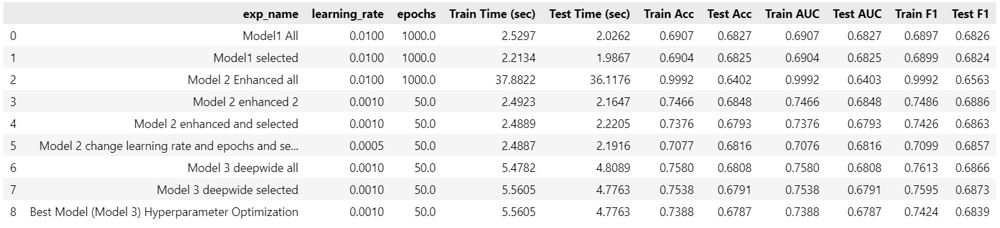 exp_name learning_rate epochs Train Time (sec) Test Time (sec) Train Acc Test Acc Train AUC Test AUC Train F1 Test F1
0 Model1 All 0.0100 1000.0 2.5297 2.0262 0.6907 0.6827 0.6907 0.6827 0.6897 0.6826
1 Model1 selected 0.0100 1000.0 2.2134 1.9867 0.6904 0.6825 0.6904 0.6825 0.6899 0.6824
2 Model 2 Enhanced all 0.0100 1000.0 37.8822 36.1176 0.9992 0.6402 0.9992 0.6403 0.9992 0.6563
3 Model 2 enhanced 2 0.0010 50.0 2.4923 2.1647 0.7466 0.6848 0.7466 0.6848 0.7486 0.6886
4 Model 2 enhanced and selected 0.0010 50.0 2.4889 2.2205 0.7376 0.6793 0.7376 0.6793 0.7426 0.6863
5 Model 2 change learning rate and epochs and se... 0.0005 50.0 2.4887 2.1916 0.7077 0.6816 0.7076 0.6816 0.7099 0.6857
6 Model 3 deepwide all 0.0010 50.0 5.4782 4.8089 0.7580 0.6808 0.7580 0.6808 0.7613 0.6866
7 Model 3 deepwide selected 0.0010 50.0 5.5605 4.7763 0.7538 0.6791 0.7538 0.6791 0.7595 0.6873
8 Best Model (Model 3) Hyperparameter Optimization 0.0010 50.0 5.5605 4.7763 0.7388 0.6787 0.7388 0.6787 0.7424 0.6839